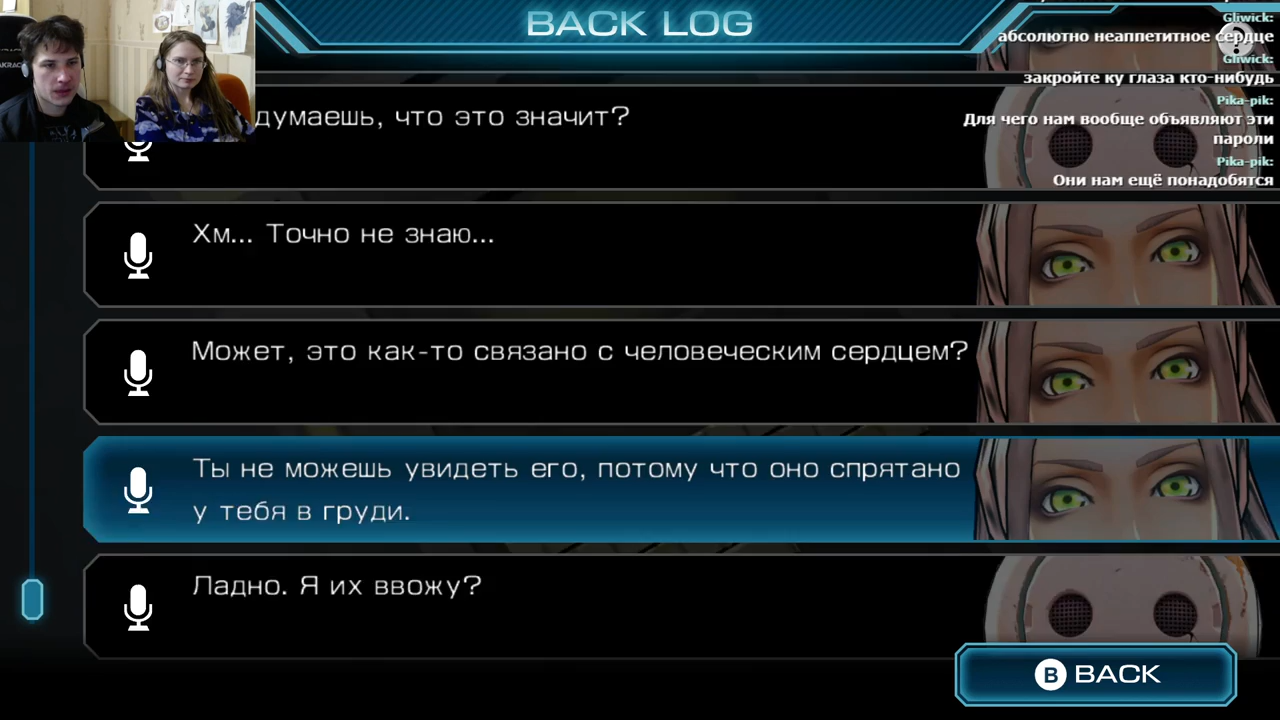 BACK LOG
думаешь, что это значит?
Хм... Точно не знаю...
Может, это как-то связано с человеческим сердцем?
Ты не можешь увидеть его, потому что оно спрятано
у тебя в груди.
Ладно. Я их ввожу?
B BACK
Gliwick:
абсолютно неаппетитное сердце
Gliwick:
закройте ку глаза кто-нибудь
Pika-pik:
Для чего нам вообще объявляют эти
пароли
Pika-pik:
Они нам ещё понадобятся